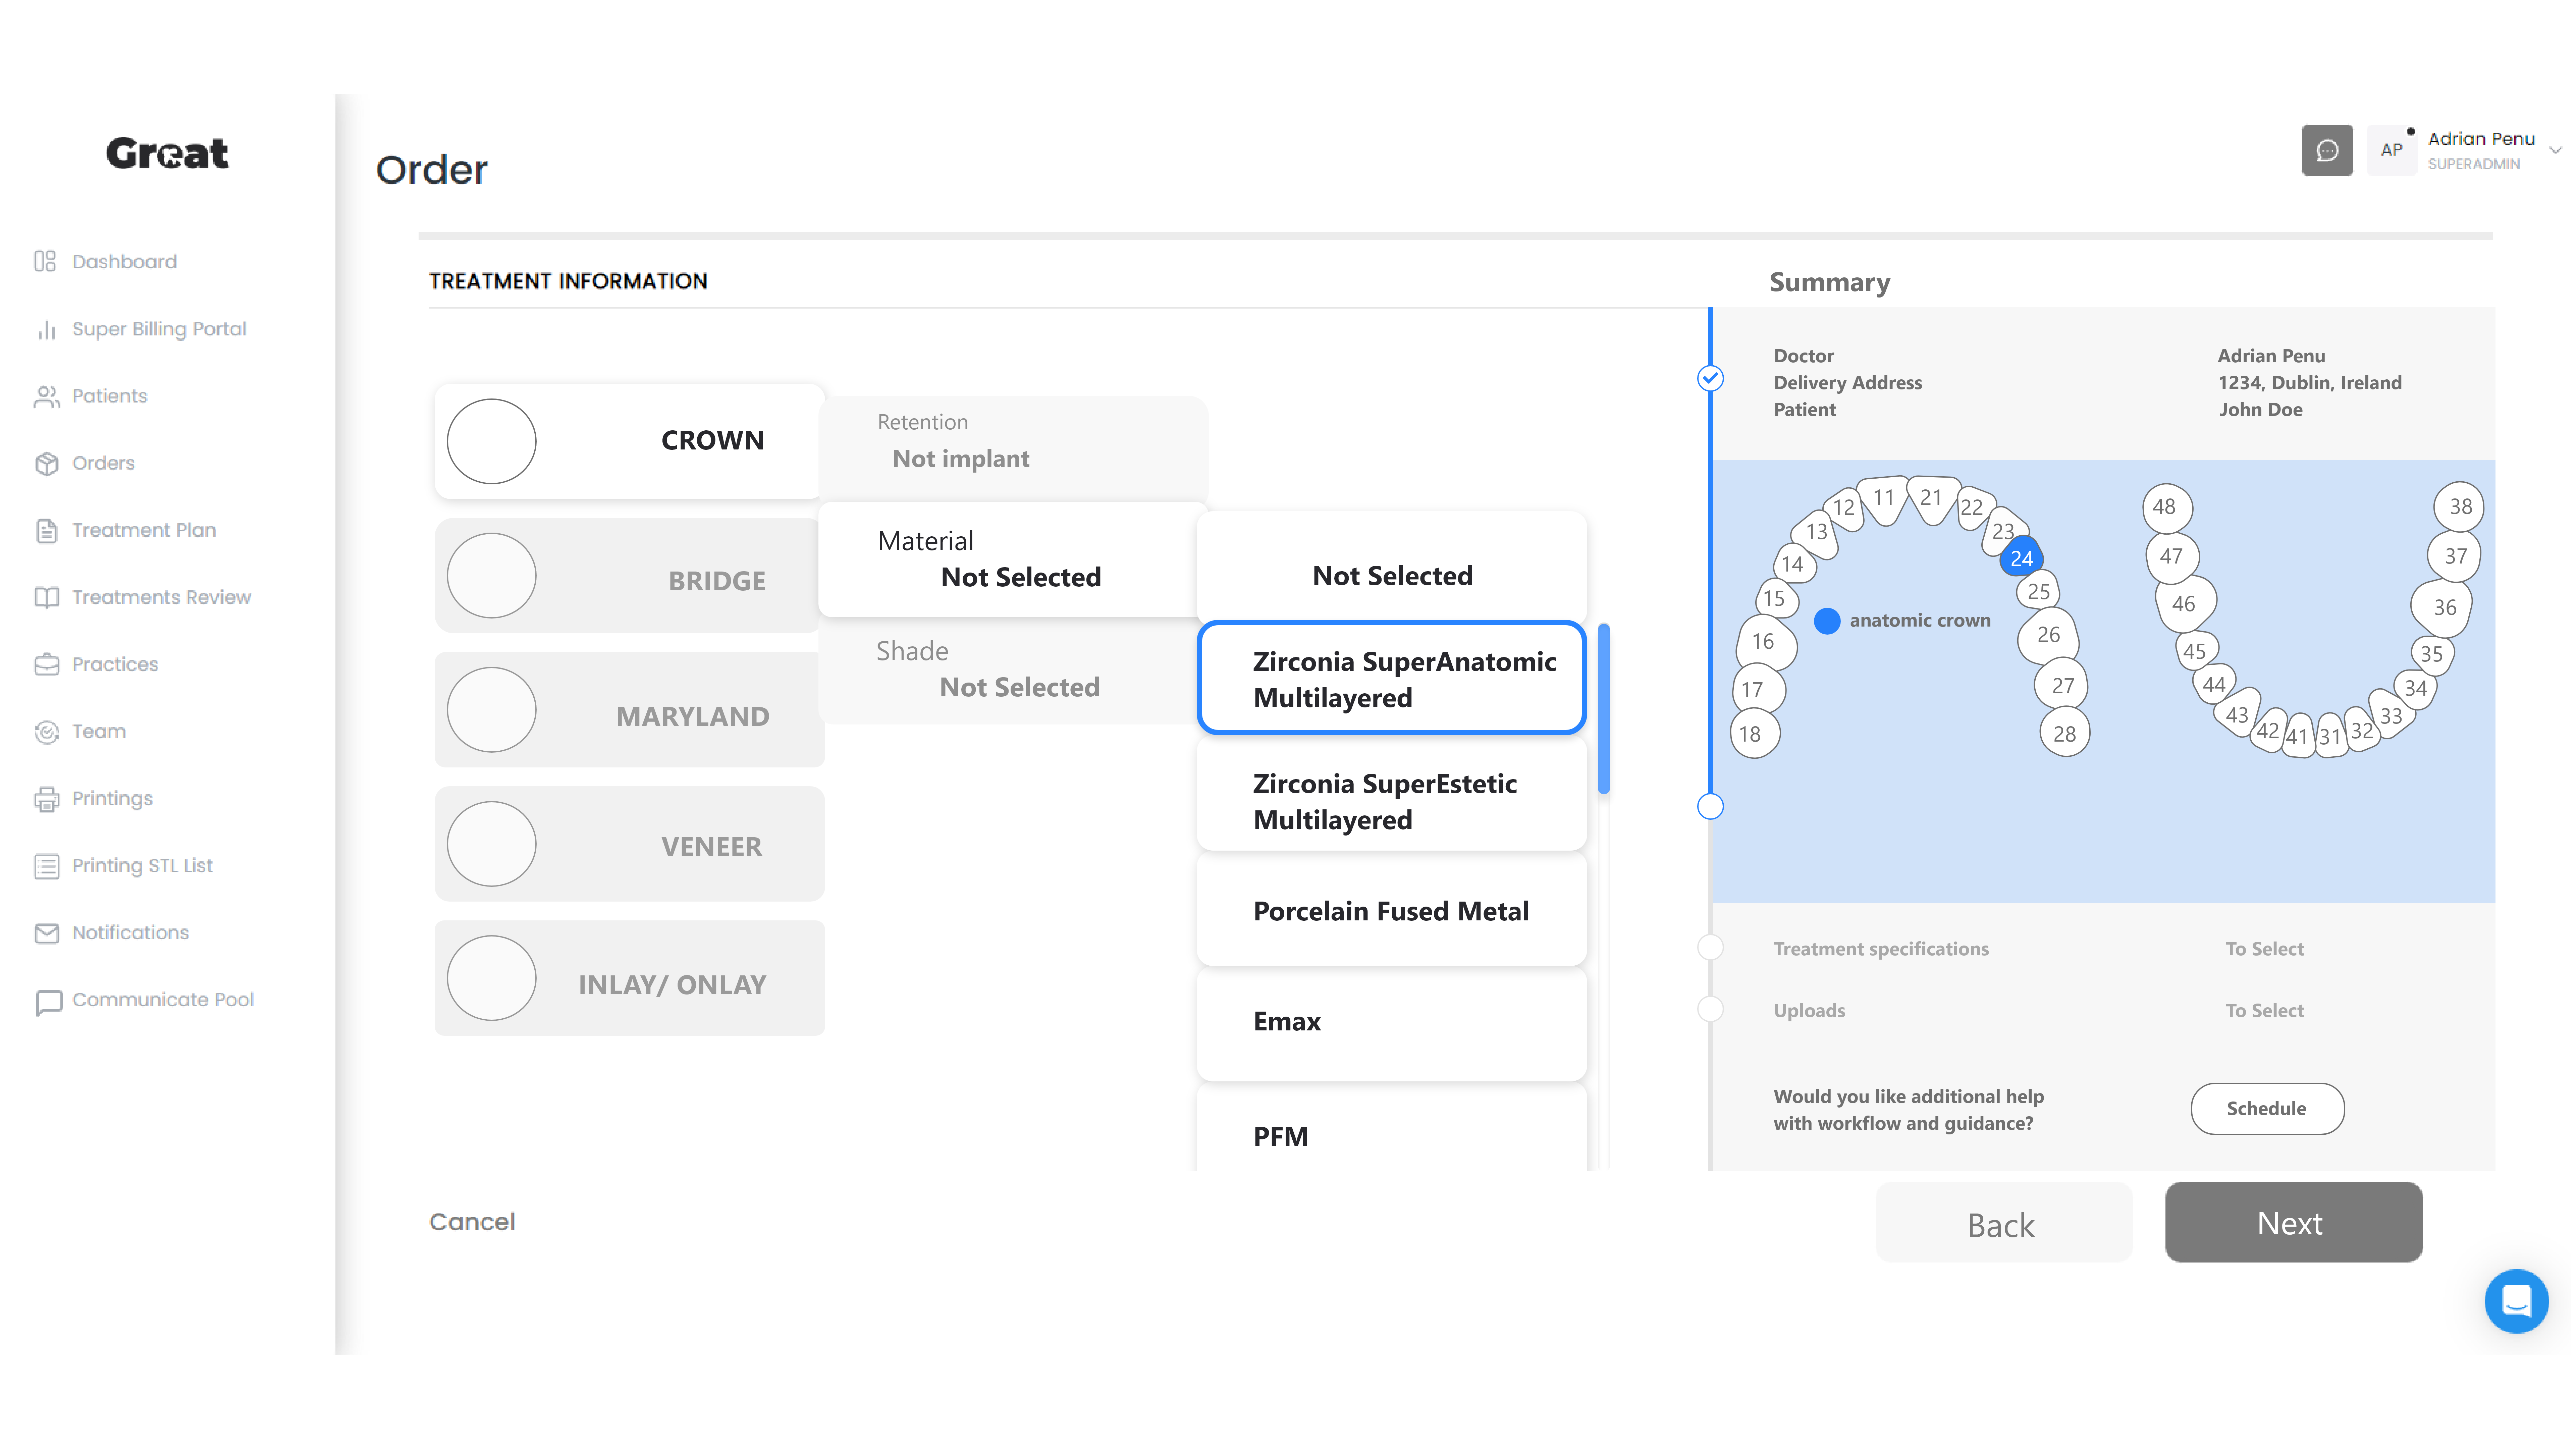 Great
Dashboard
Super Billing Portal
Patients
Orders
Treatment Plan
Treatments Review
Practices
Team
Printings
Printing STL List
Notifications
Communicate Pool
Order
AP
Adrian Penu
SUPERADMIN
TREATMENT INFORMATION
CROWN
BRIDGE
MARYLAND
VENEER
INLAY/ ONLAY
Retention
Not implant
Material
Not Selected
Shade
Not Selected
Not Selected
Zirconia SuperAnatomic
Multilayered
Zirconia SuperEstetic
Multilayered
Porcelain Fused Metal
Emax
PFM
Summary
Doctor Adrian Penu
Delivery Address 1234, Dublin, Ireland
Patient John Doe
18 17 16 15 14 13 12 11 21 22 23 24 25 26 27 28
anatomic crown
48 47 46 45 44 43 42 41 31 32 33 34 35 36 37 38
Treatment specifications To Select
Uploads To Select
Would you like additional help
with workflow and guidance?
Schedule
Cancel
Back
Next